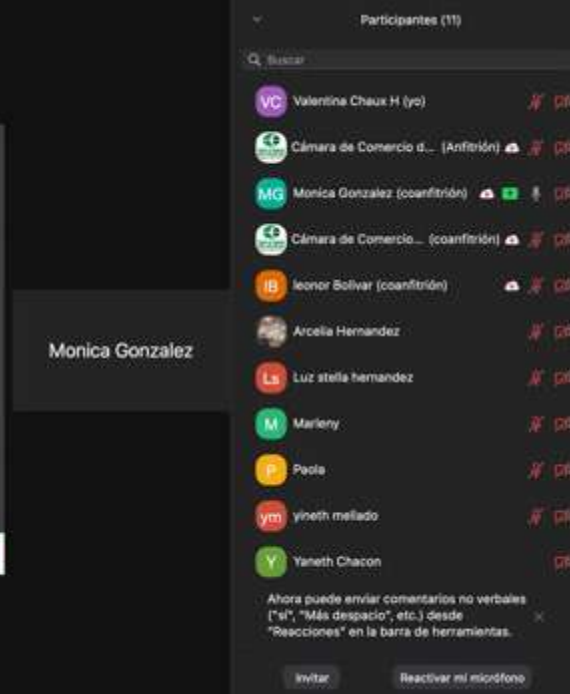 Participantes (11)
Buscar
VC Valentina Chaux H (yo)
Cámara de Comercio d... (Anfitrión)
MG Monica Gonzalez (coanfitrión)
Cámara de Comercio... (coanfitrión)
lB leonor Bolivar (coanfitrión)
Arcelia Hernandez
Ls Luz stella hernandez
M Marleny
P Paola
ym yineth mellado
Y Yaneth Chacon
Monica Gonzalez
Ahora puede enviar comentarios no verbales
("sí", "Más despacio", etc.) desde
"Reacciones" en la barra de herramientas.
Invitar
Reactivar mi micrófono